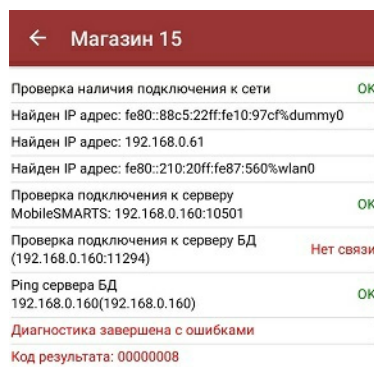 Магазин 15
Проверка наличия подключения к сети OK
Найден IP адрес: fe80::88c5:22ff:fe10:97cf%dummy0
Найден IP адрес: 192.168.0.61
Найден IP адрес: fe80::210:20ff:fe87:560%wlan0
Проверка подключения к серверу
MobileSMARTS: 192.168.0.160:10501 OK
Проверка подключения к серверу БД
(192.168.0.160:11294) Нет связи
Ping сервера БД
192.168.0.160(192.168.0.160) OK
Диагностика завершена с ошибками
Код результата: 00000008